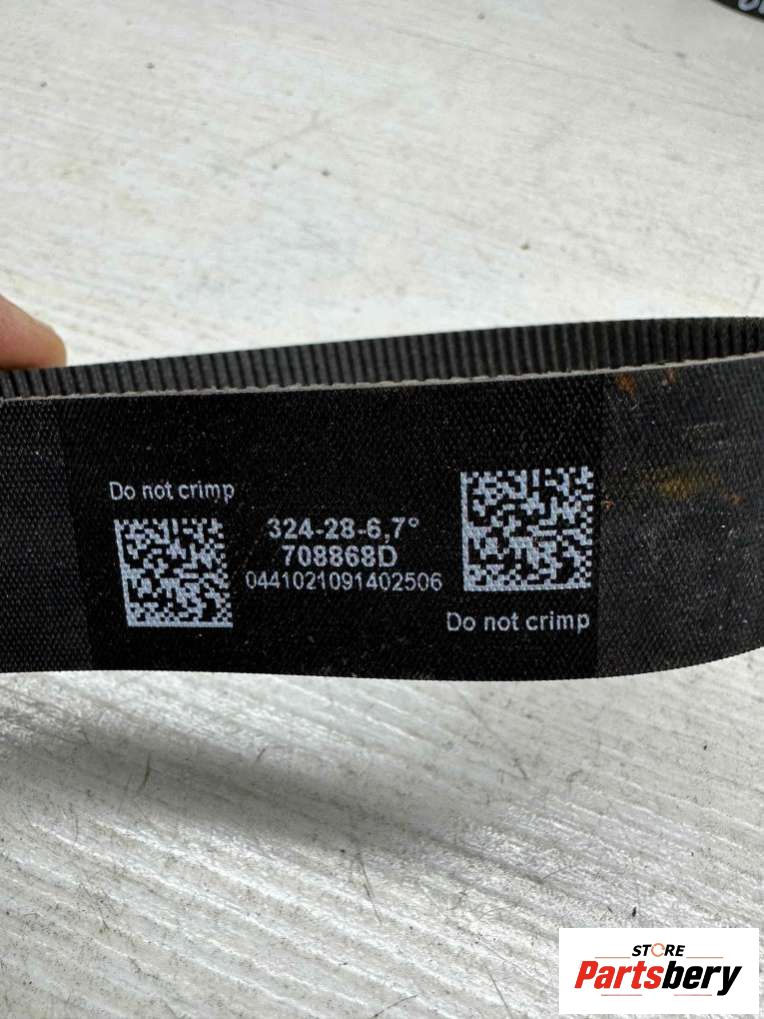 Do not crimp
324-28-6,7°
708868D
0441021091402506
Do not crimp
STORE
Partsbery